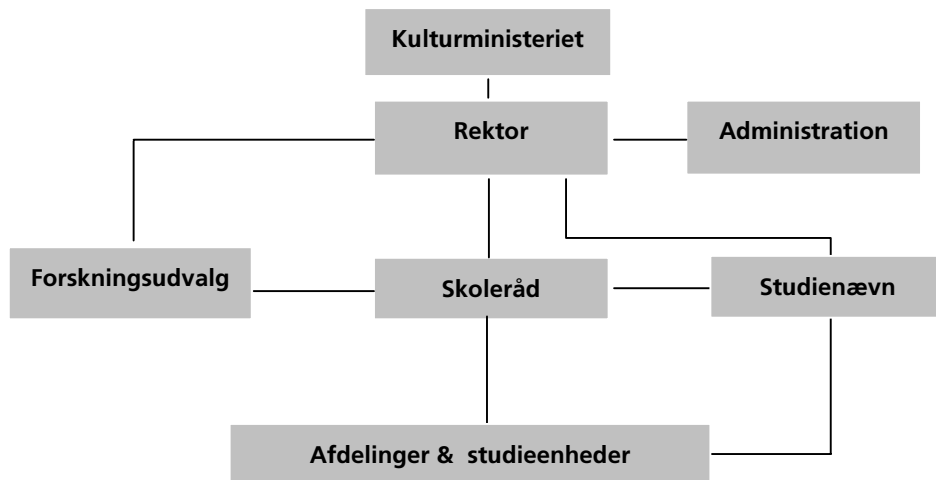 Kulturministeriet
Rektor
Administration
Forskningsudvalg
Skoleråd
Studienævn
Afdelinger & studieenheder